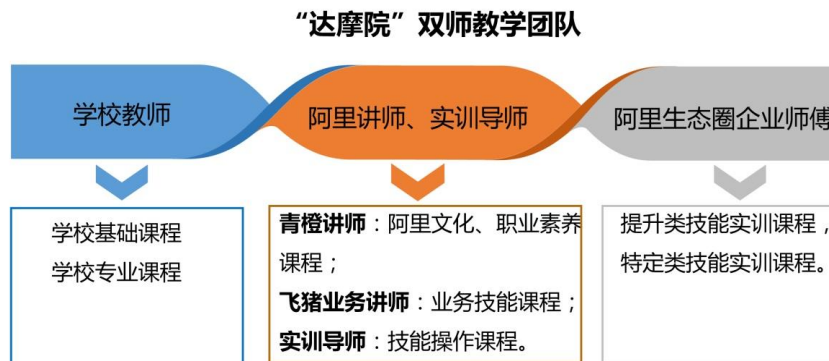 “达摩院”双师教学团队
学校教师
阿里讲师、实训导师
阿里生态圈企业师傅
学校基础课程
学校专业课程
青橙讲师：阿里文化、职业素养
课程；
飞猪业务讲师：业务技能课程；
实训导师：技能操作课程。
提升类技能实训课程，
特定类技能实训课程。